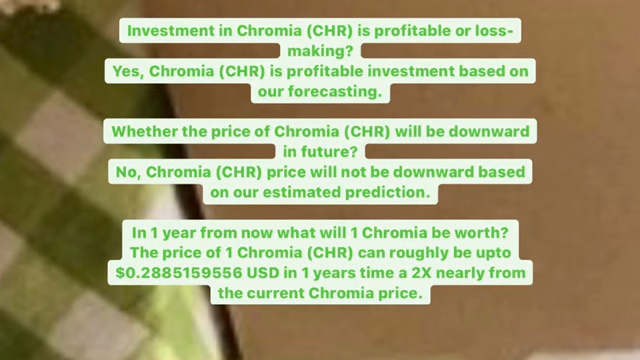 Investment in Chromia (CHR) is profitable or loss-
making?
Yes, Chromia (CHR) is profitable investment based on
our forecasting.
Whether the price of Chromia (CHR) will be downward
in future?
No, Chromia (CHR) price will not be downward based
on our estimated prediction.
In 1 year from now what will 1 Chromia be worth?
The price of 1 Chromia (CHR) can roughly be upto
$0.2885159556 USD in 1 years time a 2X nearly from
the current Chromia price.